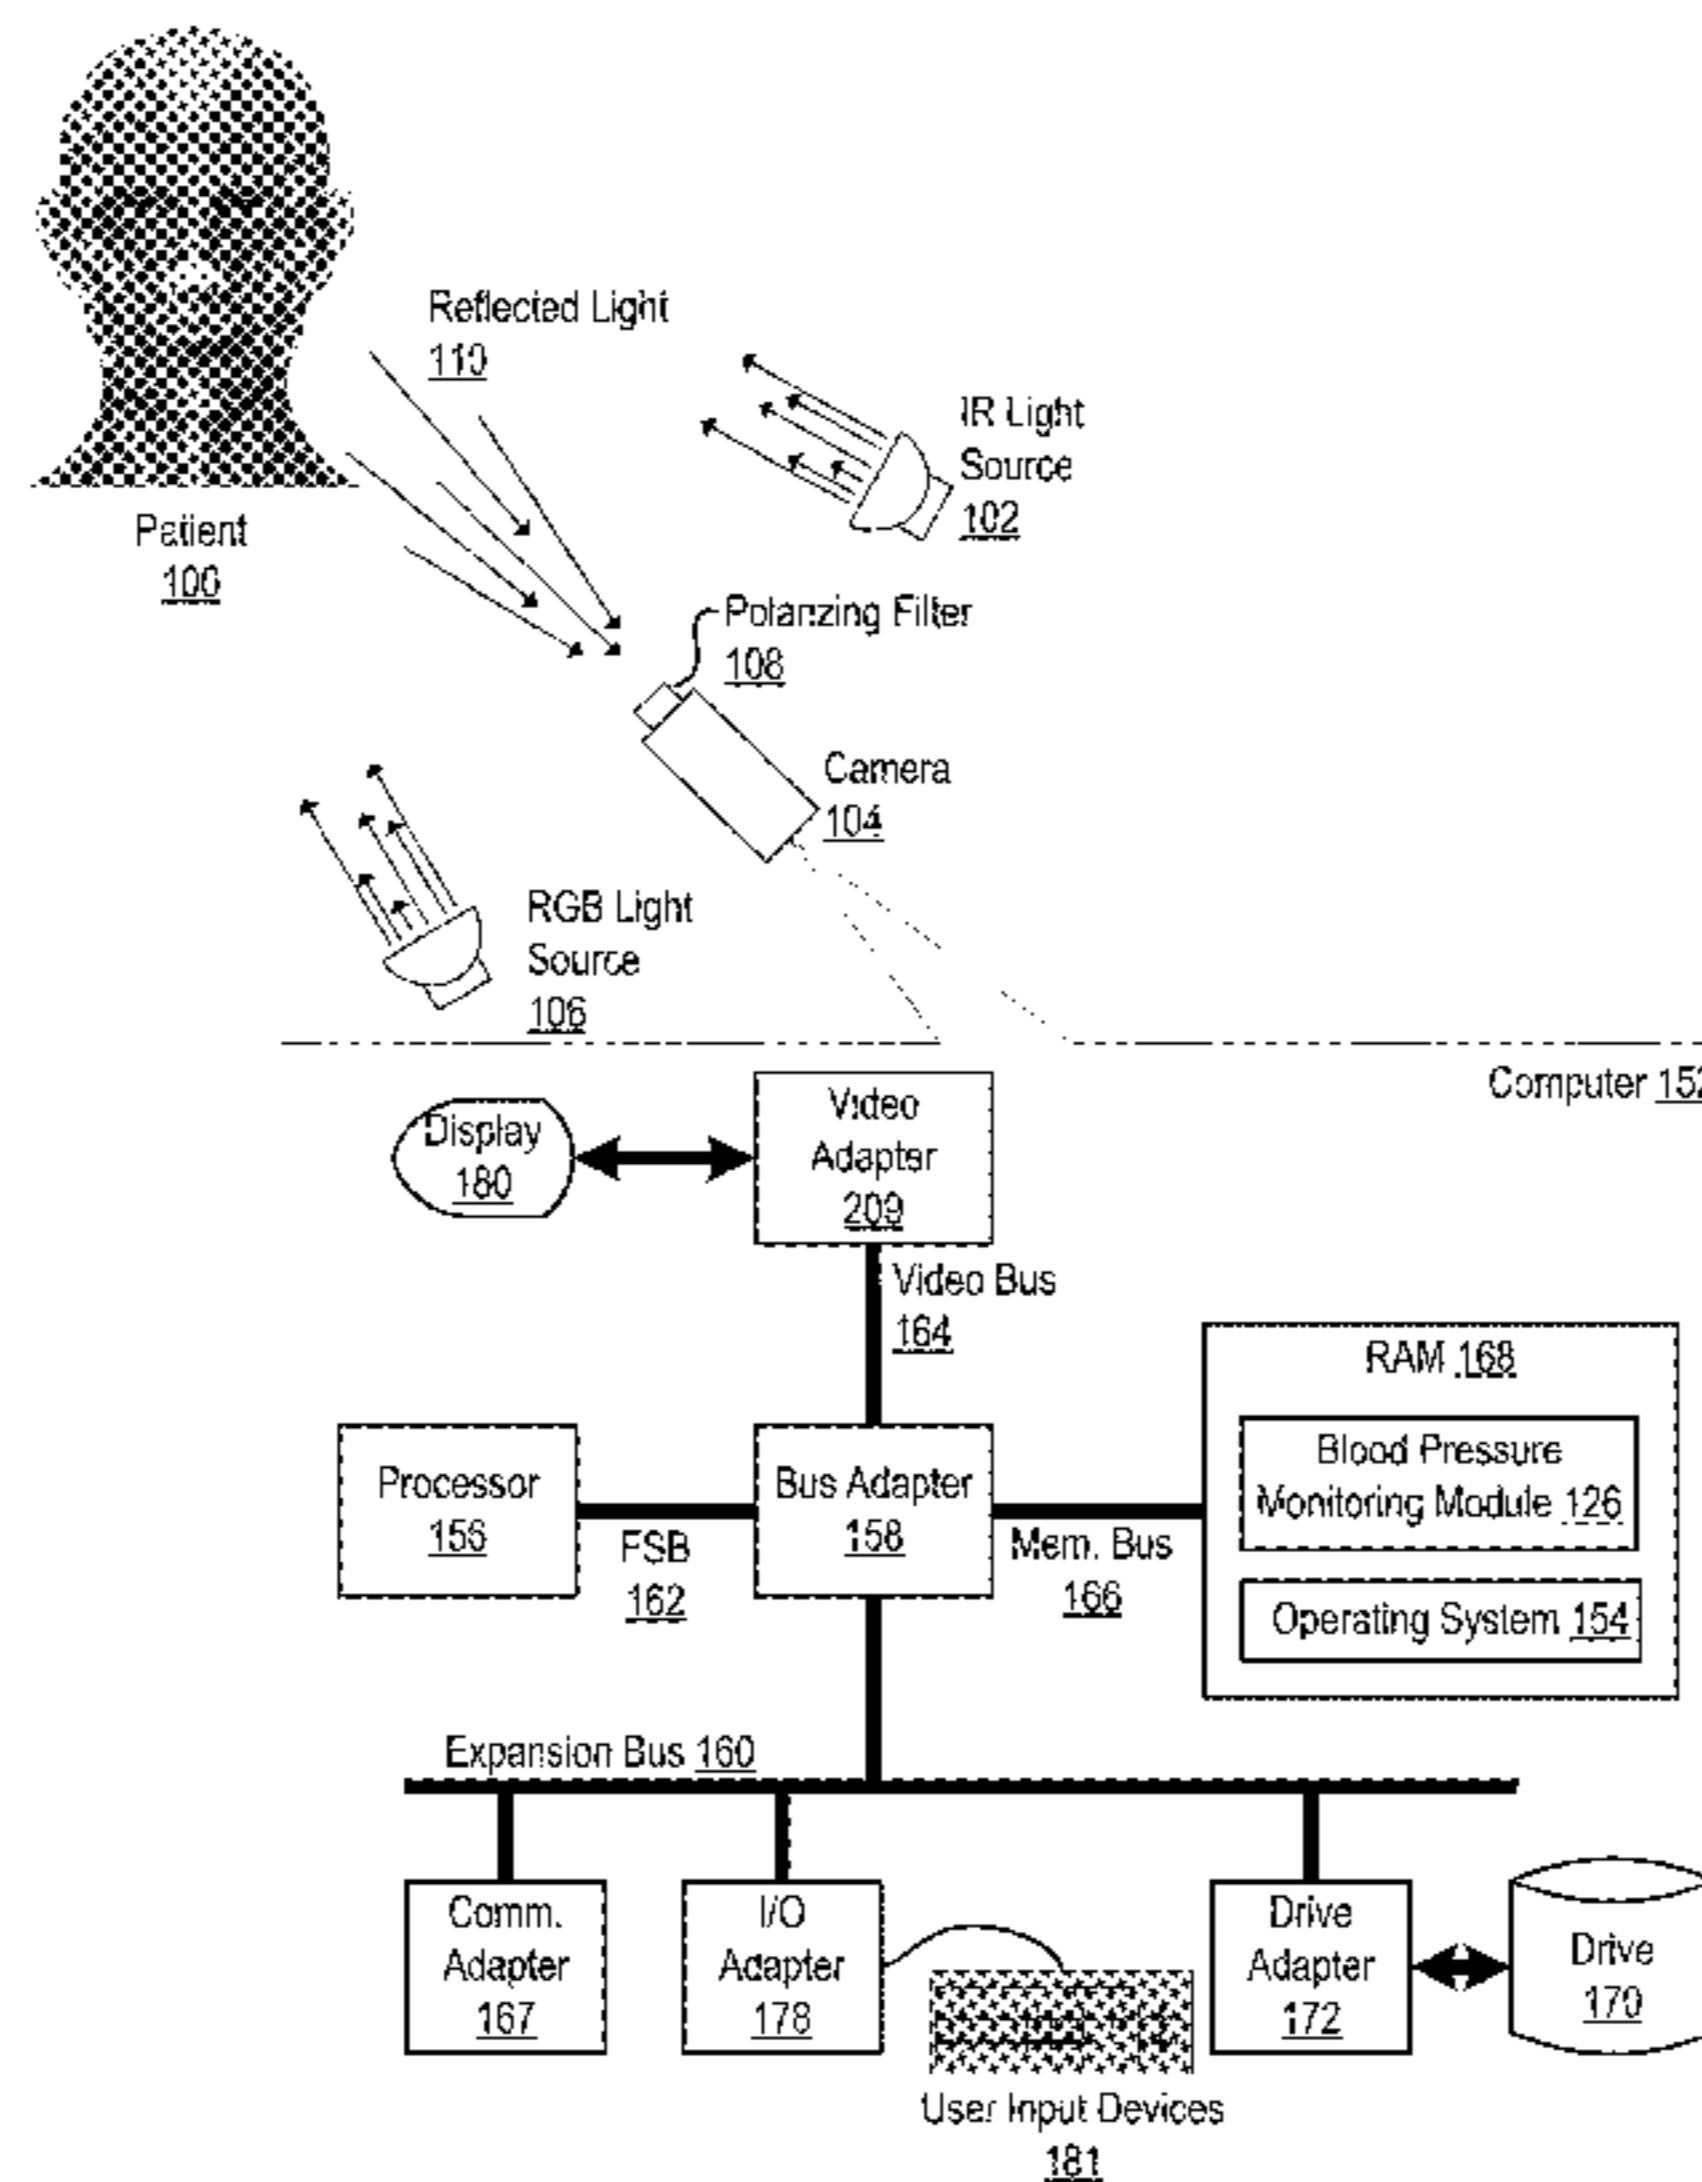 Reflected Light
110
IR Light
Source
102
Patient
100
Polarizing Filter
108
Camera
104
RGB Light
Source
106
Computer 152
Display
180
Video
Adapter
209
Video Bus
164
RAM 168
Blood Pressure
Monitoring Module 126
Operating System 154
Processor
156
FSB
162
Bus Adapter
158
Mem. Bus
166
Expansion Bus 160
Comm.
Adapter
167
I/O
Adapter
178
Drive
Adapter
172
Drive
170
User Input Devices
181